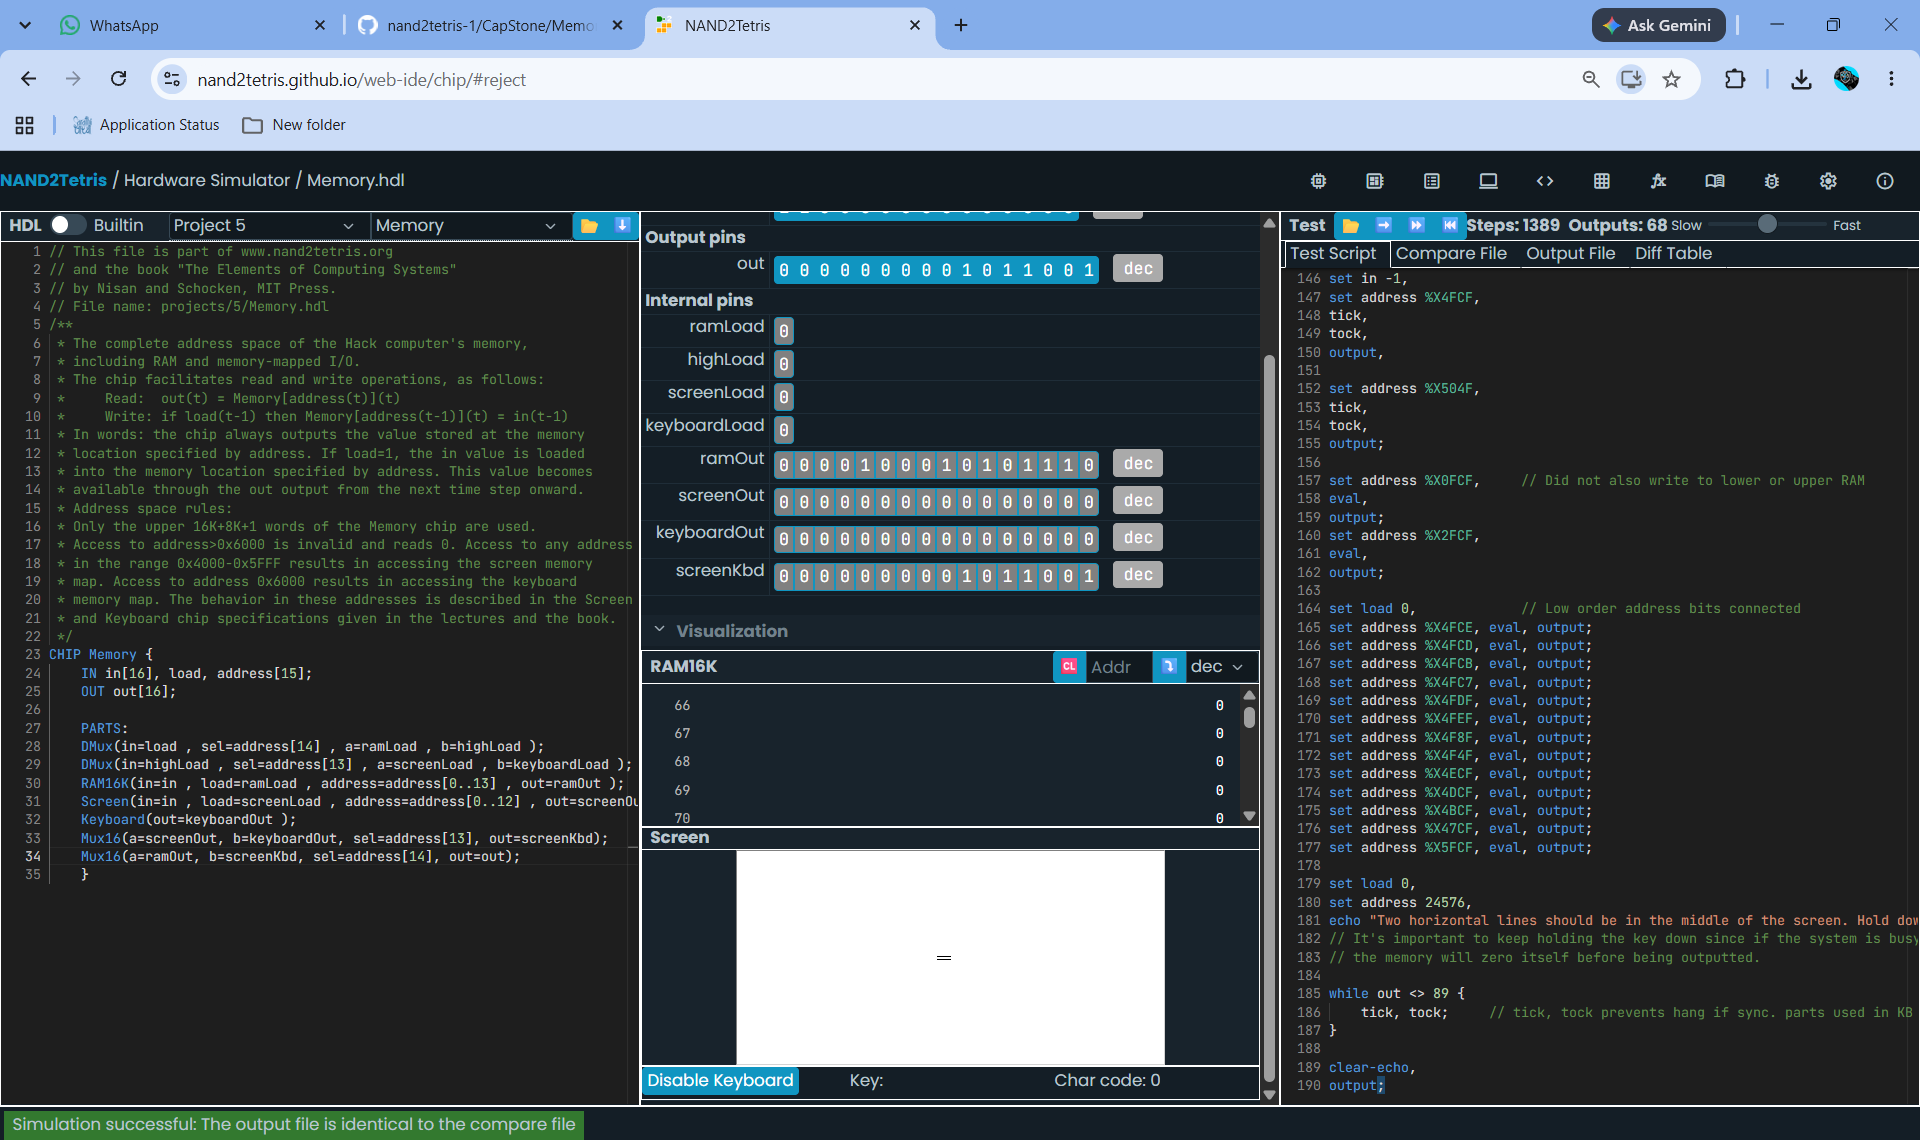 WhatsApp
nand2tetris-1/CapStone/Memo
NAND2Tetris
Ask Gemini
nand2tetris.github.io/web-ide/chip/#reject
Application Status
New folder
NAND2Tetris / Hardware Simulator / Memory.hdl
HDL Builtin Project 5 Memory
1 // This file is part of www.nand2tetris.org
2 // and the book "The Elements of Computing Systems"
3 // by Nisan and Schocken, MIT Press.
4 // File name: projects/5/Memory.hdl
5 /**
6 * The complete address space of the Hack computer's memory,
7 * including RAM and memory-mapped I/O.
8 * The chip facilitates read and write operations, as follows:
9 *     Read:  out(t) = Memory[address(t)](t)
10 *     Write: if load(t-1) then Memory[address(t-1)](t) = in(t-1)
11 * In words: the chip always outputs the value stored at the memory
12 * location specified by address. If load=1, the in value is loaded
13 * into the memory location specified by address. This value becomes
14 * available through the out output from the next time step onward.
15 * Address space rules:
16 * Only the upper 16K+8K+1 words of the Memory chip are used.
17 * Access to address>0x6000 is invalid and reads 0. Access to any address
18 * in the range 0x4000-0x5FFF results in accessing the screen memory
19 * map. Access to address 0x6000 results in accessing the keyboard
20 * memory map. The behavior in these addresses is described in the Screen
21 * and Keyboard chip specifications given in the lectures and the book.
22 */
23 CHIP Memory {
24     IN in[16], load, address[15];
25     OUT out[16];
26
27     PARTS:
28     DMux(in=load , sel=address[14] , a=ramLoad , b=highLoad );
29     DMux(in=highLoad , sel=address[13] , a=screenLoad , b=keyboardLoad );
30     RAM16K(in=in , load=ramLoad , address=address[0..13] , out=ramOut );
31     Screen(in=in , load=screenLoad , address=address[0..12] , out=screenOu
32     Keyboard(out=keyboardOut );
33     Mux16(a=screenOut, b=keyboardOut, sel=address[13], out=screenKbd);
34     Mux16(a=ramOut, b=screenKbd, sel=address[14], out=out);
35     }
Output pins
out 0 0 0 0 0 0 0 0 0 1 0 1 1 0 0 1 dec
Internal pins
ramLoad 0
highLoad 0
screenLoad 0
keyboardLoad 0
ramOut 0 0 0 0 1 0 0 0 1 0 1 0 1 1 1 0 dec
screenOut 0 0 0 0 0 0 0 0 0 0 0 0 0 0 0 0 dec
keyboardOut 0 0 0 0 0 0 0 0 0 0 0 0 0 0 0 0 dec
screenKbd 0 0 0 0 0 0 0 0 0 1 0 1 1 0 0 1 dec
Visualization
RAM16K CL Addr dec
66 0
67 0
68 0
69 0
70 0
Screen
Disable Keyboard Key: Char code: 0
Test Steps: 1389 Outputs: 68 Slow Fast
Test Script Compare File Output File Diff Table
146 set in -1,
147 set address %X4FCF,
148 tick,
149 tock,
150 output,
151
152 set address %X504F,
153 tick,
154 tock,
155 output;
156
157 set address %X0FCF,     // Did not also write to lower or upper RAM
158 eval,
159 output;
160 set address %X2FCF,
161 eval,
162 output;
163
164 set load 0,             // Low order address bits connected
165 set address %X4FCE, eval, output;
166 set address %X4FCD, eval, output;
167 set address %X4FCB, eval, output;
168 set address %X4FC7, eval, output;
169 set address %X4FDF, eval, output;
170 set address %X4FEF, eval, output;
171 set address %X4F8F, eval, output;
172 set address %X4F4F, eval, output;
173 set address %X4ECF, eval, output;
174 set address %X4DCF, eval, output;
175 set address %X4BCF, eval, output;
176 set address %X47CF, eval, output;
177 set address %X5FCF, eval, output;
178
179 set load 0,
180 set address 24576,
181 echo "Two horizontal lines should be in the middle of the screen. Hold dow
182 // It's important to keep holding the key down since if the system is busy
183 // the memory will zero itself before being outputted.
184
185 while out <> 89 {
186     tick, tock;     // tick, tock prevents hang if sync. parts used in KB
187 }
188
189 clear-echo,
190 output;
Simulation successful: The output file is identical to the compare file